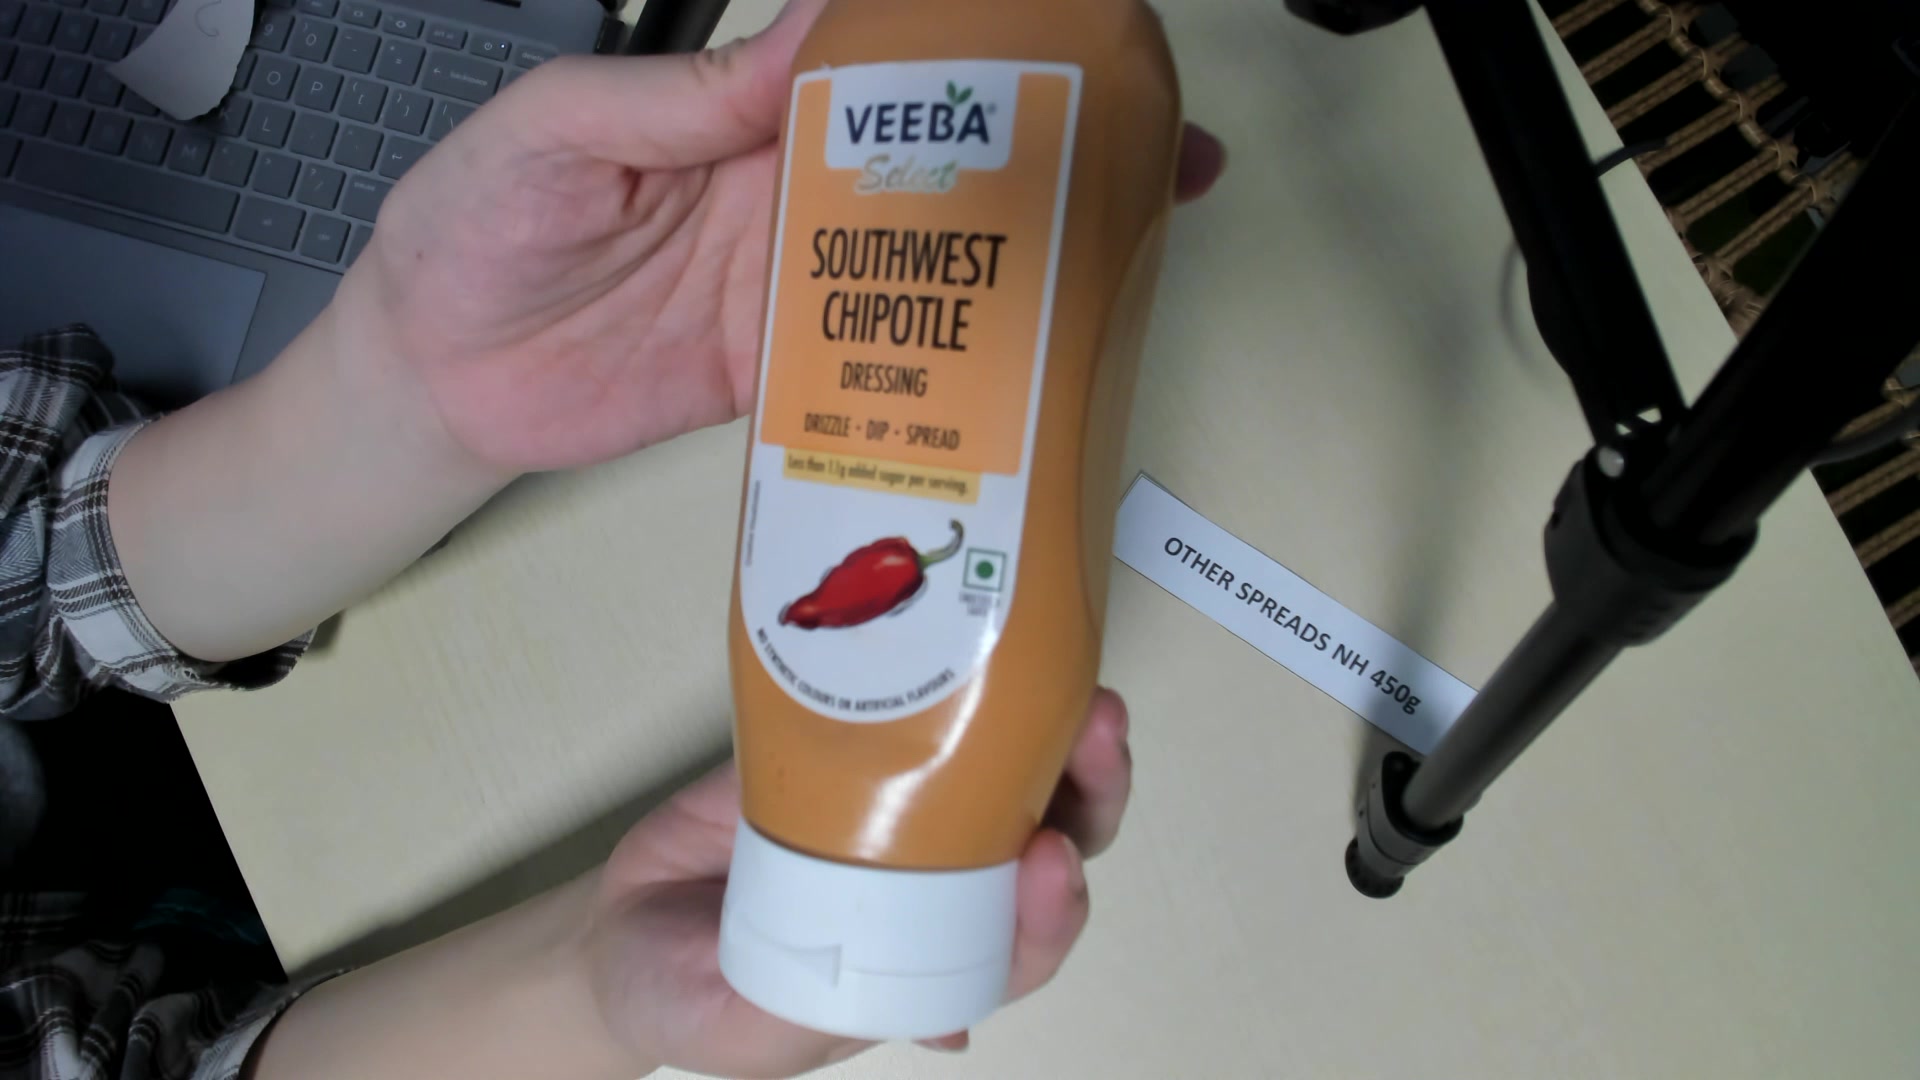 VEEBA®
Select
SOUTHWEST
CHIPOTLE
DRESSING
DRIZZLE • DIP • SPREAD
Less than 1.1g added sugar per serving.
NO SYNTHETIC COLOURS OR ARTIFICIAL FLAVOURS
OTHER SPREADS NH 450g